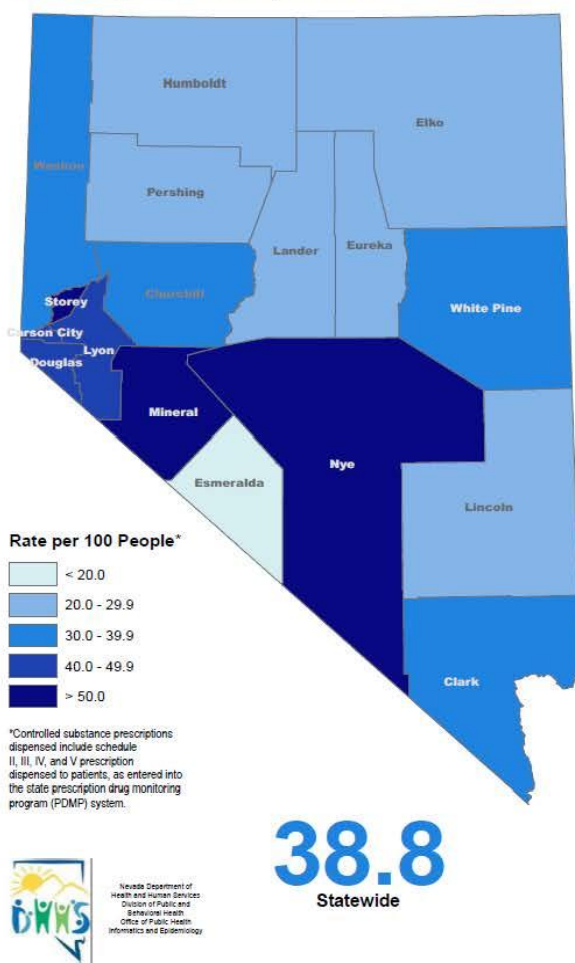 Humboldt
Elko
Washoe
Pershing
Lander
Eureka
Churchill
Storey
White Pine
Carson City
Lyon
Douglas
Mineral
Nye
Esmeralda
Lincoln
Clark
Rate per 100 People*
< 20.0
20.0 - 29.9
30.0 - 39.9
40.0 - 49.9
> 50.0
*Controlled substance prescriptions
dispensed include schedule
II, III, IV, and V prescription
dispensed to patients, as entered into
the state prescription drug monitoring
program (PDMP) system.
38.8
Statewide
DHHS
Nevada Department of
Health and Human Services
Division of Public and
Behavioral Health
Office of Public Health
Informatics and Epidemiology